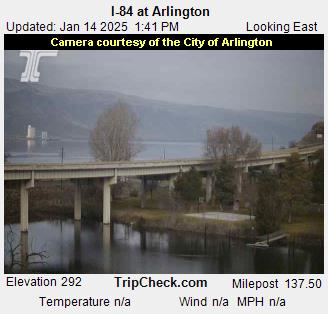 I-84 at Arlington
Updated: Jan 14 2025 1:41 PM Looking East
Camera courtesy of the City of Arlington
Elevation 292 TripCheck.com Milepost 137.50
Temperature n/a Wind n/a MPH n/a